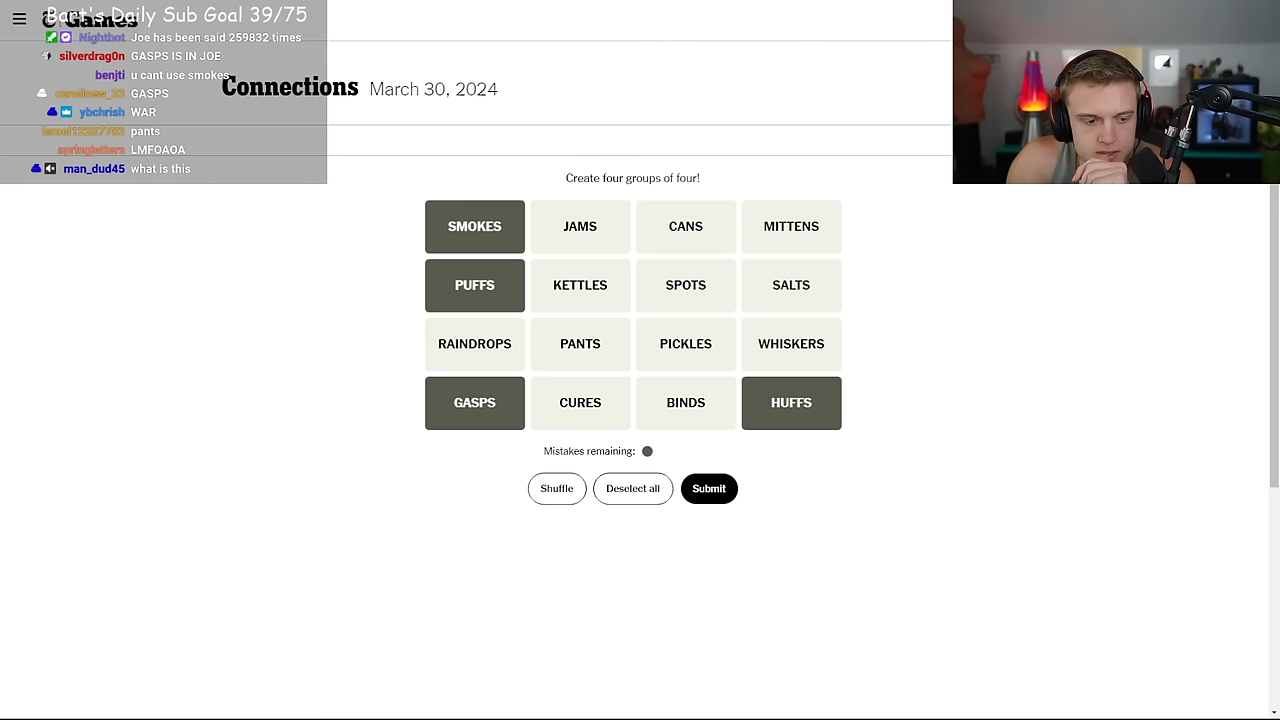 Bart's Daily Sub Goal 39/75
Games
Nightbot Joe has been said 259832 times
silverdrag0n GASPS IS IN JOE
benjti u cant use smokes
GASPS
ybchrish WAR
pants
springletters LMFOAOA
man_dud45 what is this
Connections March 30, 2024
Create four groups of four!
SMOKES JAMS CANS MITTENS
PUFFS KETTLES SPOTS SALTS
RAINDROPS PANTS PICKLES WHISKERS
GASPS CURES BINDS HUFFS
Mistakes remaining:
Shuffle Deselect all Submit